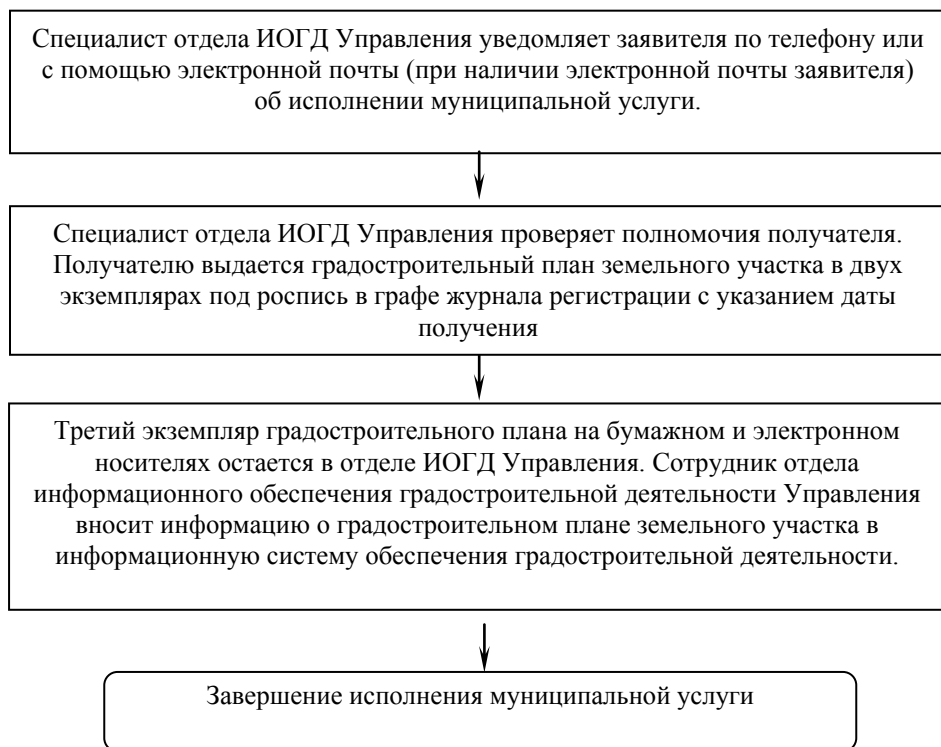 Специалист отдела ИОГД Управления уведомляет заявителя по телефону или
с помощью электронной почты (при наличии электронной почты заявителя)
об исполнении муниципальной услуги.
Специалист отдела ИОГД Управления проверяет полномочия получателя.
Получателю выдается градостроительный план земельного участка в двух
экземплярах под роспись в графе журнала регистрации с указанием даты
получения
Третий экземпляр градостроительного плана на бумажном и электронном
носителях остается в отделе ИОГД Управления. Сотрудник отдела
информационного обеспечения градостроительной деятельности Управления
вносит информацию о градостроительном плане земельного участка в
информационную систему обеспечения градостроительной деятельности.
Завершение исполнения муниципальной услуги